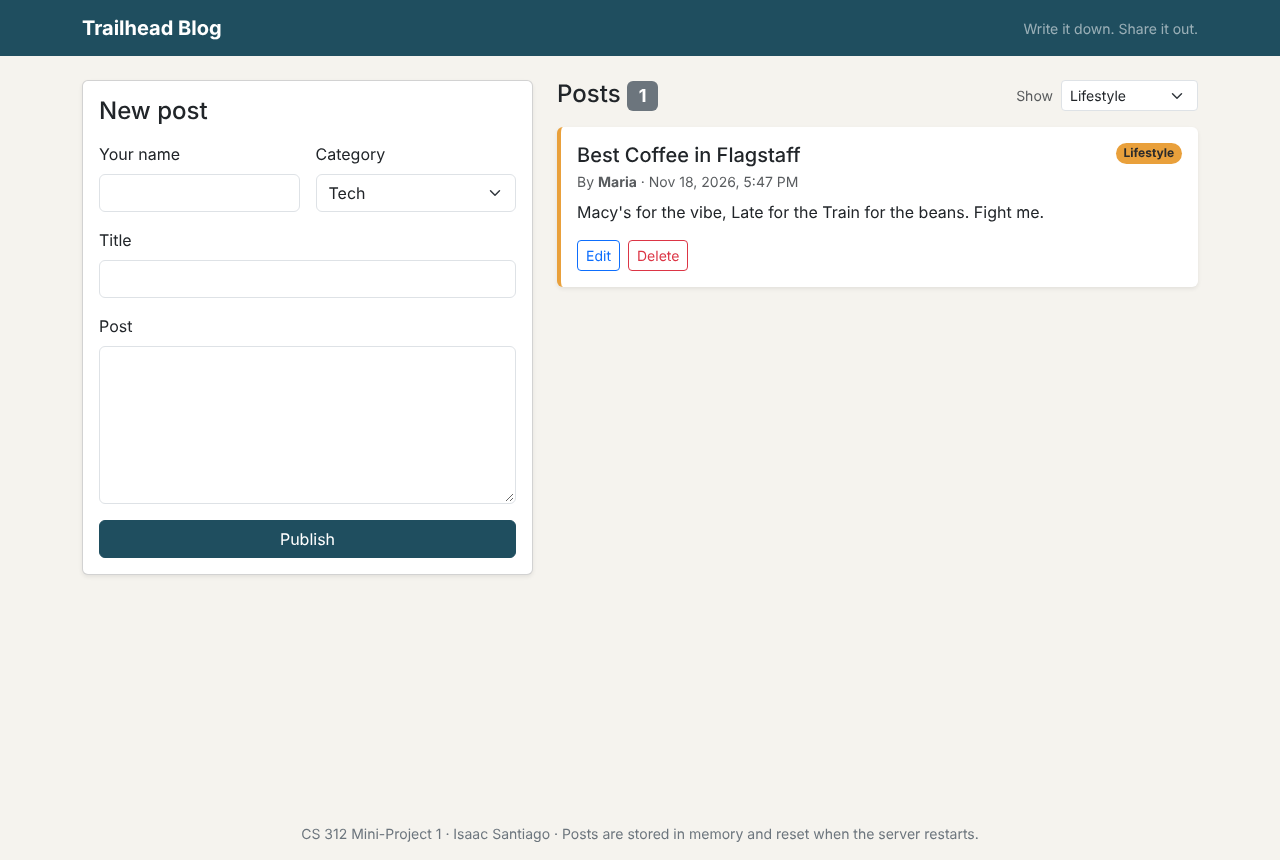 Trailhead Blog
Write it down. Share it out.
New post
Your name
Category
Tech
Title
Post
Publish
Posts 1
Show Lifestyle
Best Coffee in Flagstaff
Lifestyle
By Maria · Nov 18, 2026, 5:47 PM
Macy's for the vibe, Late for the Train for the beans. Fight me.
Edit Delete
CS 312 Mini-Project 1 · Isaac Santiago · Posts are stored in memory and reset when the server restarts.